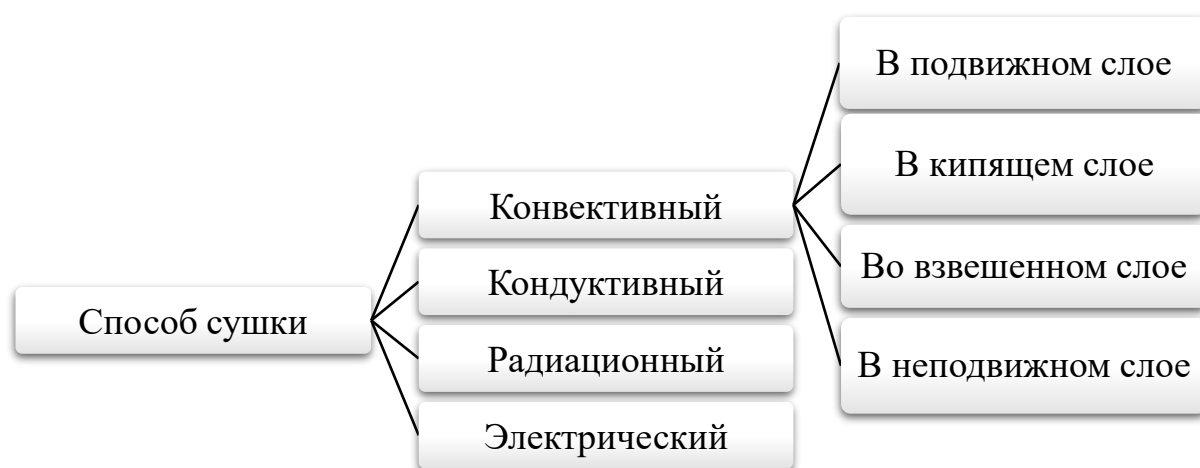 Способ сушки
Конвективный
Кондуктивный
Радиационный
Электрический
В подвижном слое
В кипящем слое
Во взвешенном слое
В неподвижном слое